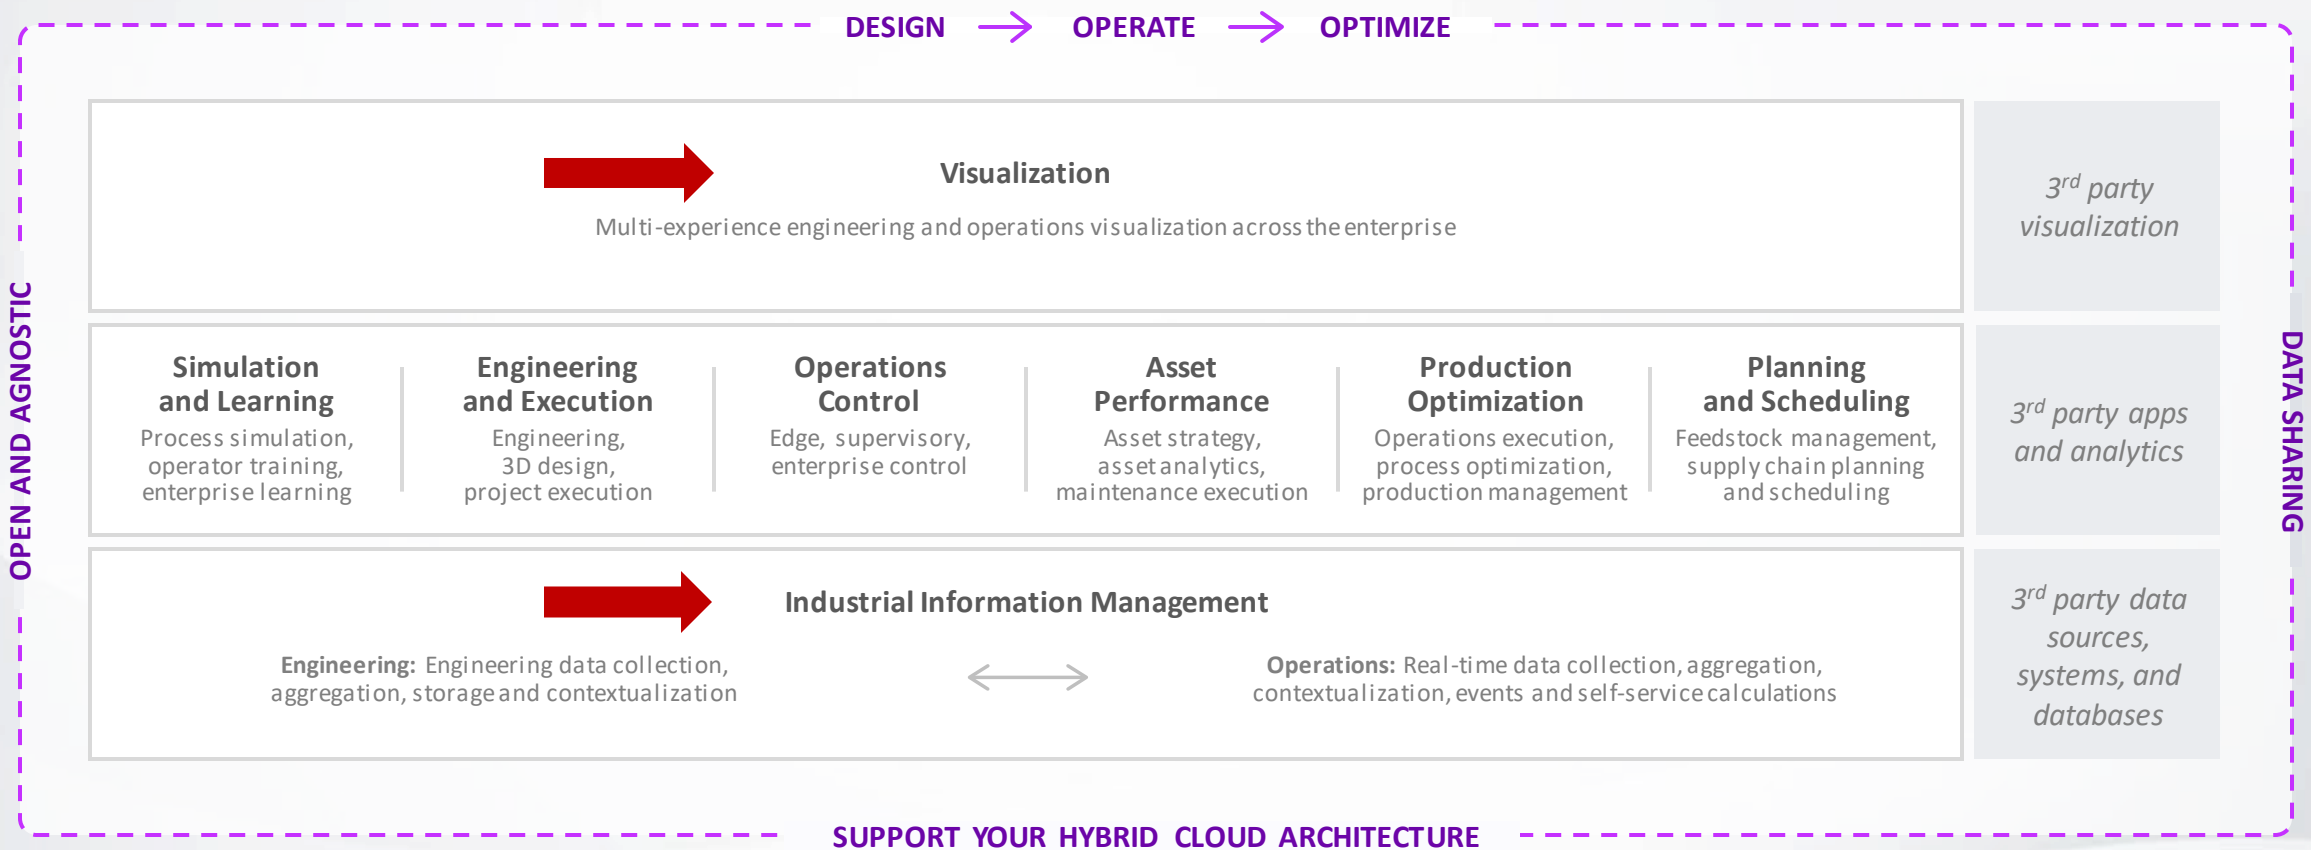 DESIGN → OPERATE → OPTIMIZE
OPEN AND AGNOSTIC
Visualization
Multi-experience engineering and operations visualization across the enterprise
3rd party
visualization
Simulation
and Learning
Process simulation,
operator training,
enterprise learning
Engineering
and Execution
Engineering,
3D design,
project execution
Operations
Control
Edge, supervisory,
enterprise control
Asset
Performance
Asset strategy,
asset analytics,
maintenance execution
Production
Optimization
Operations execution,
process optimization,
production management
Planning
and Scheduling
Feedstock management,
supply chain planning
and scheduling
3rd party apps
and analytics
Industrial Information Management
Engineering: Engineering data collection,
aggregation, storage and contextualization
Operations: Real-time data collection, aggregation,
contextualization, events and self-service calculations
3rd party data
sources,
systems, and
databases
DATA SHARING
SUPPORT YOUR HYBRID CLOUD ARCHITECTURE